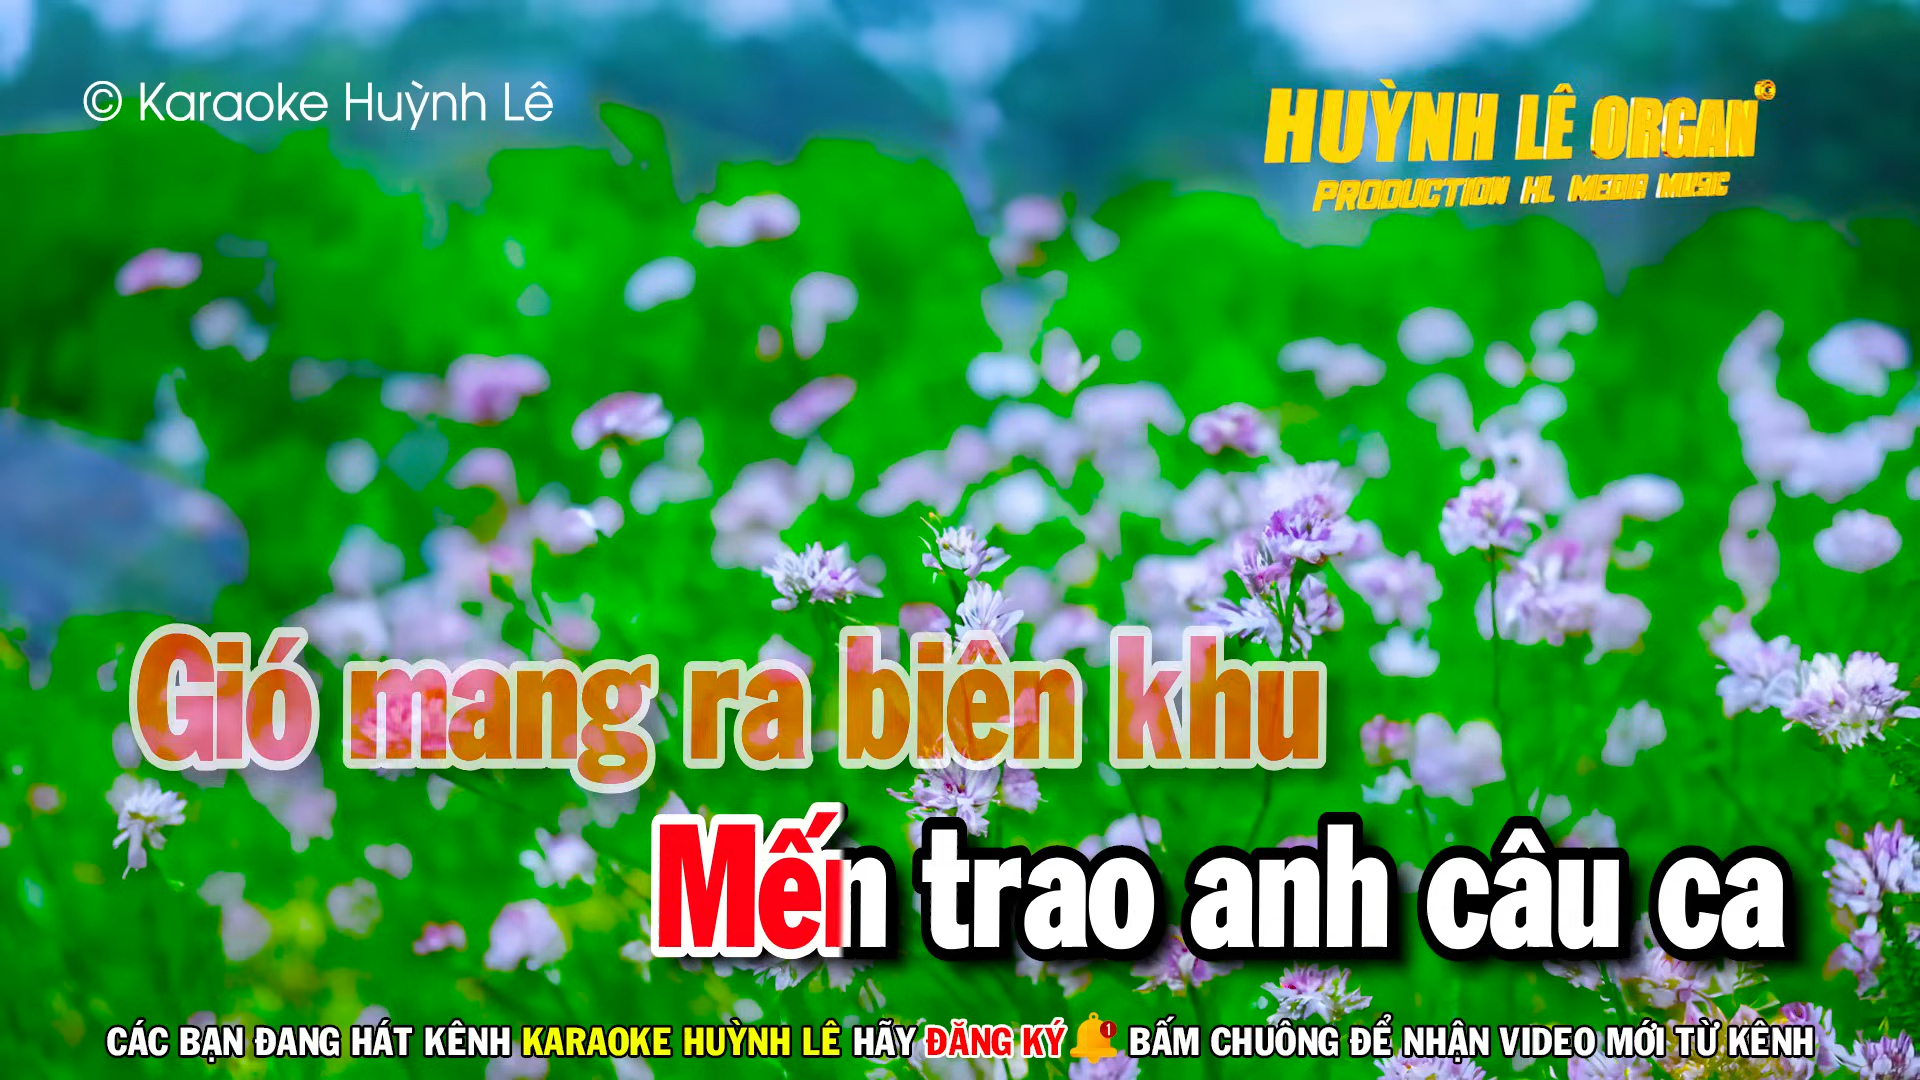 © Karaoke Huỳnh Lê
HUỲNH LÊ ORGAN
PRODUCTION HL MEDIA MUSIC
Gió mang ra biên khu
Mến trao anh câu ca
CÁC BẠN ĐANG HÁT KÊNH KARAOKE HUỲNH LÊ HÃY ĐĂNG KÝ 1 BẤM CHUÔNG ĐỂ NHẬN VIDEO MỚI TỪ KÊNH